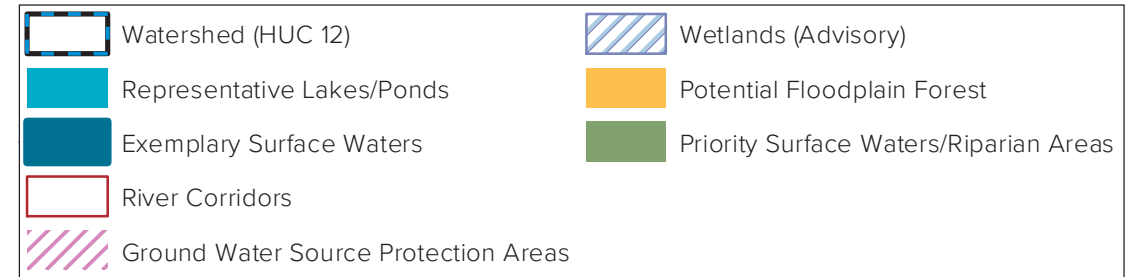 Watershed (HUC 12)
Representative Lakes/Ponds
Exemplary Surface Waters
River Corridors
Ground Water Source Protection Areas
Wetlands (Advisory)
Potential Floodplain Forest
Priority Surface Waters/Riparian Areas